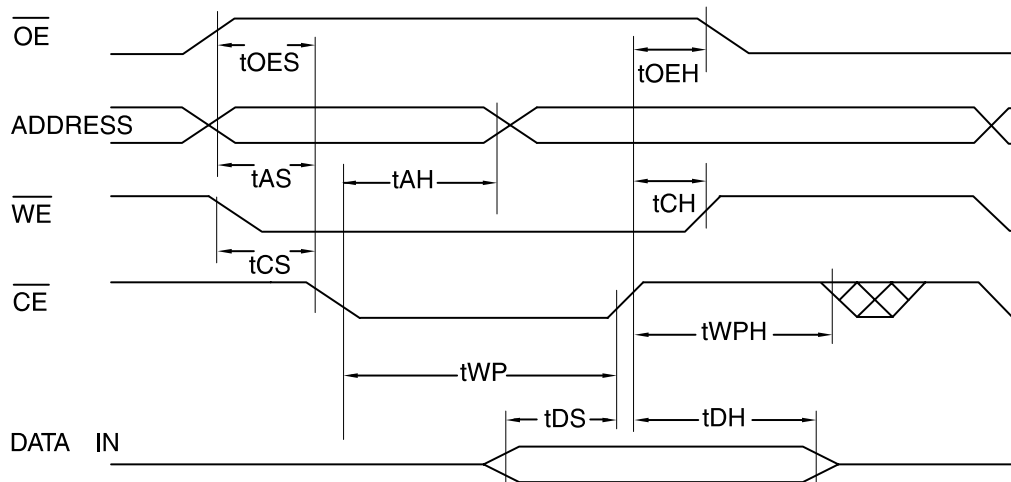 OE
tOES
tOEH
ADDRESS
tAS
tAH
tCH
WE
tCS
CE
tWPH
tWP
tDS
tDH
DATA IN